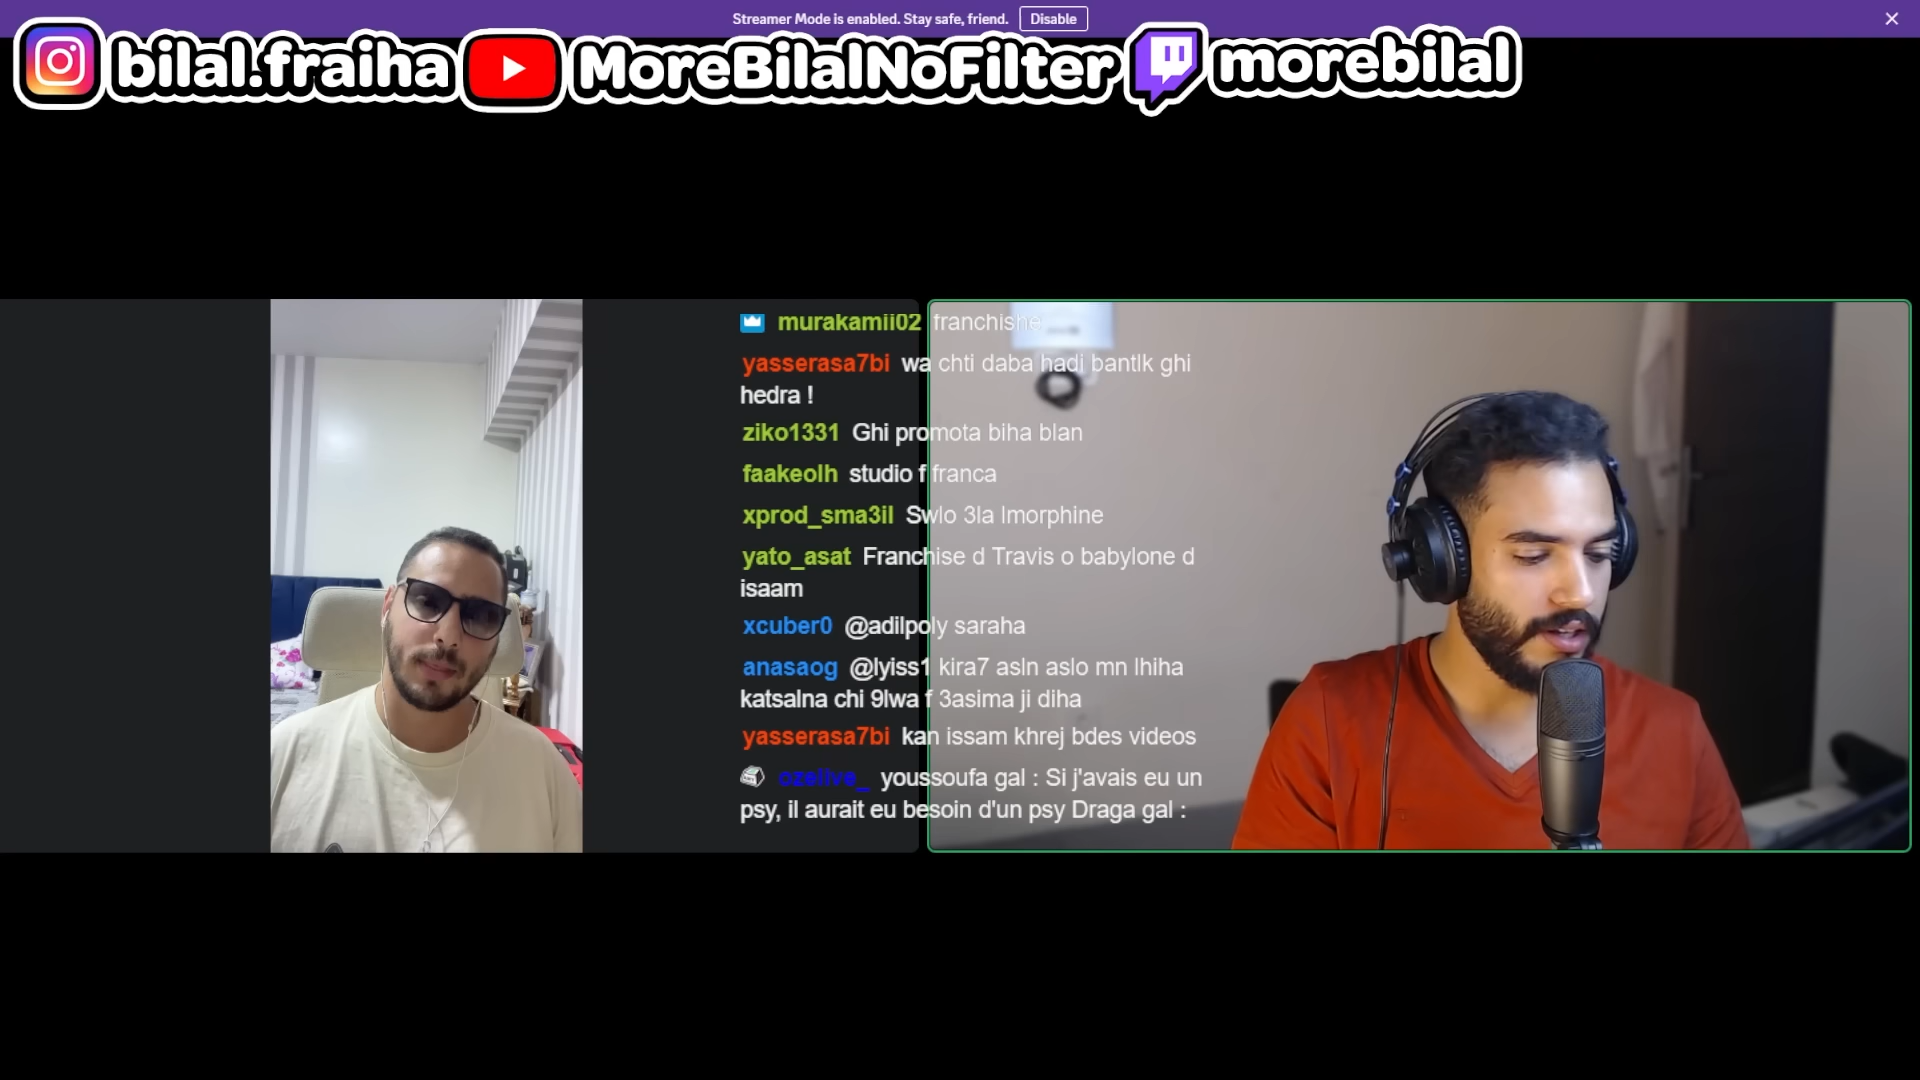 Streamer Mode is enabled. Stay safe, friend. Disable
bilal.fraiha MoreBilalNoFilter morebilal
murakamii02 franchishe
yasserasa7bi wa chti daba hadi bantlk ghi
hedra !
ziko1331 Ghi promota biha blan
faakeolh studio f franca
xprod_sma3il Swlo 3la lmorphine
yato_asat Franchise d Travis o babylone d
isaam
xcuber0 @adilpoly saraha
anasaog @lyiss1 kira7 asln aslo mn lhiha
katsalna chi 9lwa f 3asima ji diha
yasserasa7bi kan issam khrej bdes videos
ozelive_ youssoufa gal : Si j'avais eu un
psy, il aurait eu besoin d'un psy Draga gal :